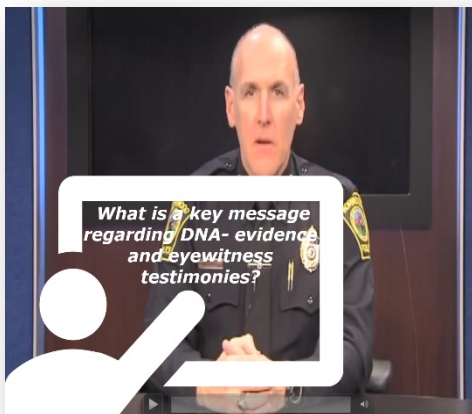 What is a key message
regarding DNA- evidence
and eyewitness
testimonies?